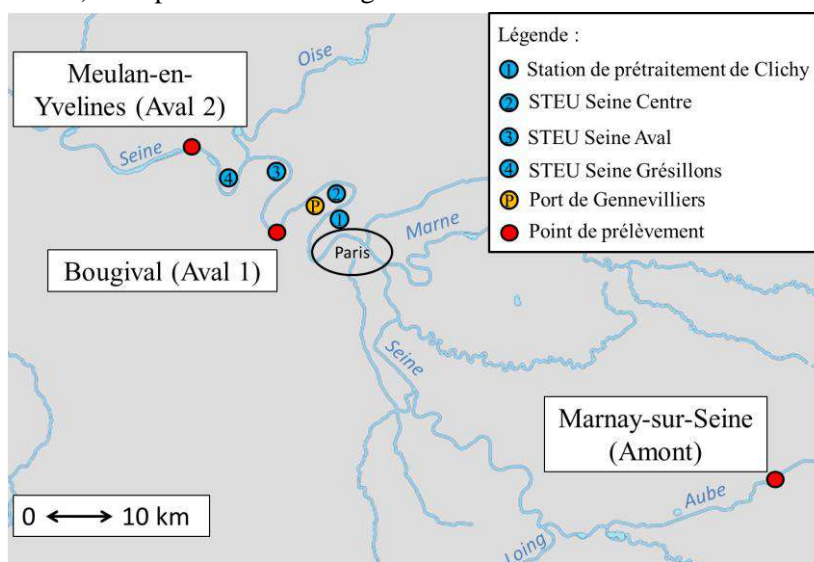 Légende :
1 Station de prétraitement de Clichy
2 STEU Seine Centre
3 STEU Seine Aval
4 STEU Seine Grésillons
P Port de Gennevilliers
Point de prélèvement
Meulan-en-
Yvelines (Aval 2)
Oise
Seine
4
3
2
P
1
Marne
Paris
Bougival (Aval 1)
Seine
Marnay-sur-Seine
(Amont)
Aube
Loing
0 10 km